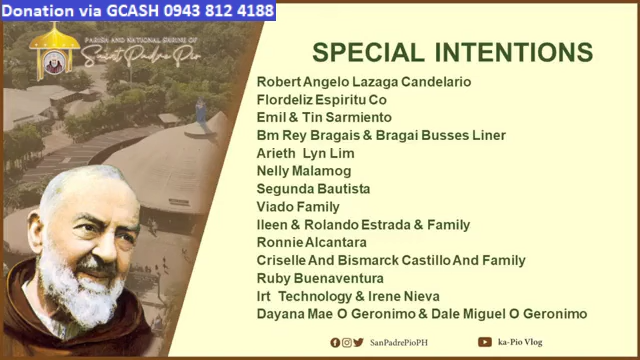 Donation via GCASH 0943 812 4188
PARISH AND NATIONAL SHRINE OF
Saint Padre Pio
SPECIAL INTENTIONS
Robert Angelo Lazaga Candelario
Flordeliz Espiritu Co
Emil & Tin Sarmiento
Bm Rey Bragais & Bragai Busses Liner
Arieth Lyn Lim
Nelly Malamog
Segunda Bautista
Viado Family
Ileen & Rolando Estrada & Family
Ronnie Alcantara
Criselle And Bismarck Castillo And Family
Ruby Buenaventura
Irt Technology & Irene Nieva
Dayana Mae O Geronimo & Dale Miguel O Geronimo
SanPadrePioPH
ka-Pio Vlog